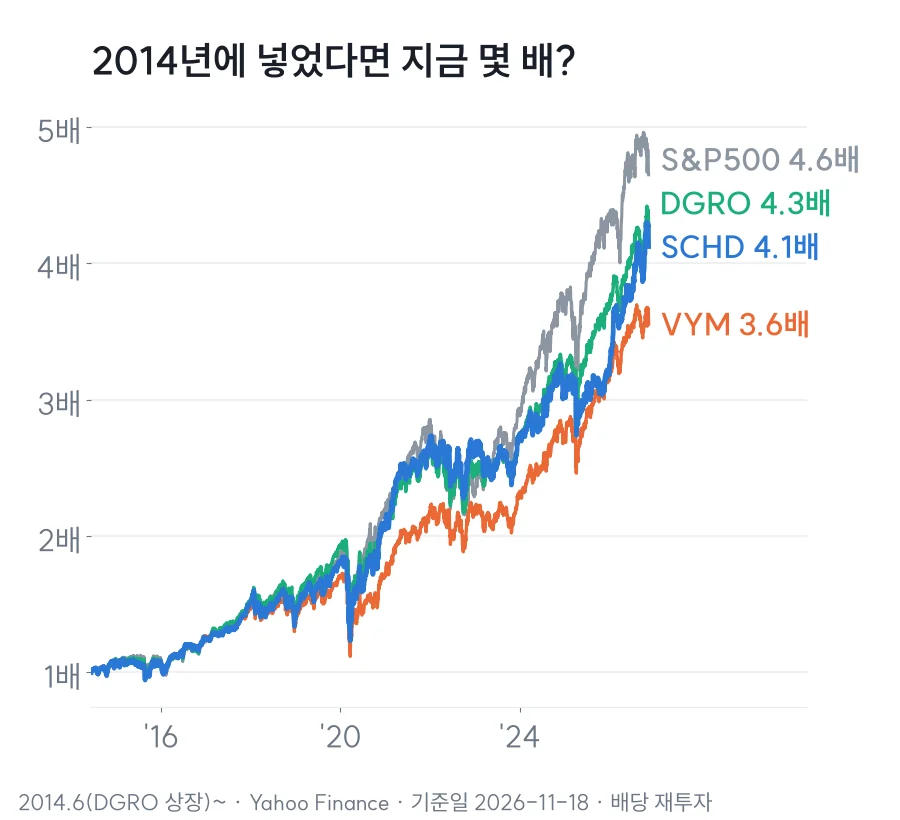 2014년에 넣었다면 지금 몇 배?
5배
S&P500 4.6배
DGRO 4.3배
SCHD 4.1배
4배
VYM 3.6배
3배
2배
1배
'16
'20
'24
2014.6(DGRO 상장)~ · Yahoo Finance · 기준일 2026-11-18 · 배당 재투자